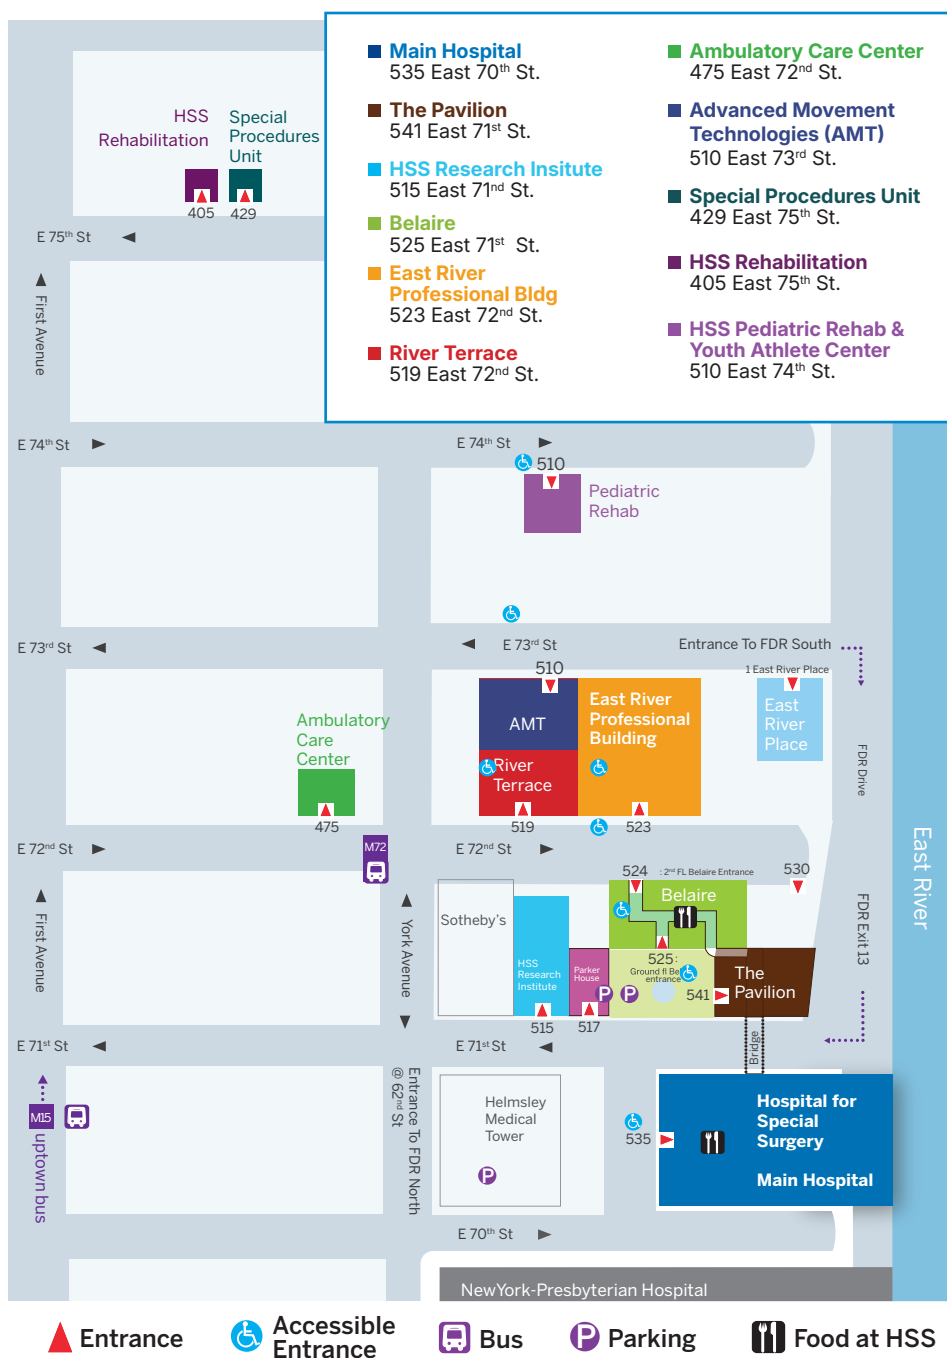 Main Hospital
535 East 70th St.
The Pavilion
541 East 71st St.
HSS Research Insitute
515 East 71nd St.
Belaire
525 East 71st St.
East River
Professional Bldg
523 East 72nd St.
River Terrace
519 East 72nd St.
Ambulatory Care Center
475 East 72nd St.
Advanced Movement
Technologies (AMT)
510 East 73rd St.
Special Procedures Unit
429 East 75th St.
HSS Rehabilitation
405 East 75th St.
HSS Pediatric Rehab &
Youth Athlete Center
510 East 74th St.
HSS
Rehabilitation
Special
Procedures
Unit
405
429
E 75th St
First Avenue
E 74th St
E 74th St
510
Pediatric
Rehab
E 73rd St
E 73rd St
Entrance To FDR South
510
1 East River Place
AMT
East River
Professional
Building
East
River
Place
Ambulatory
Care
Center
River
Terrace
FDR Drive
475
519
523
E 72nd St
M72
E 72nd St
East River
524
: 2nd FL Belaire Entrance
530
Belaire
First Avenue
York Avenue
Sotheby's
FDR Exit 13
525 :
Ground fl Be
entrance
HSS
Research
Institute
Parker
House
P
P
541
The
Pavilion
515
517
E 71st St
E 71st St
Bridge
M15
uptown bus
Entrance To FDR North
@ 62nd St
Helmsley
Medical
Tower
P
535
Hospital for
Special
Surgery
Main Hospital
E 70th St
NewYork-Presbyterian Hospital
Entrance
Accessible
Entrance
Bus
P
Parking
Food at HSS